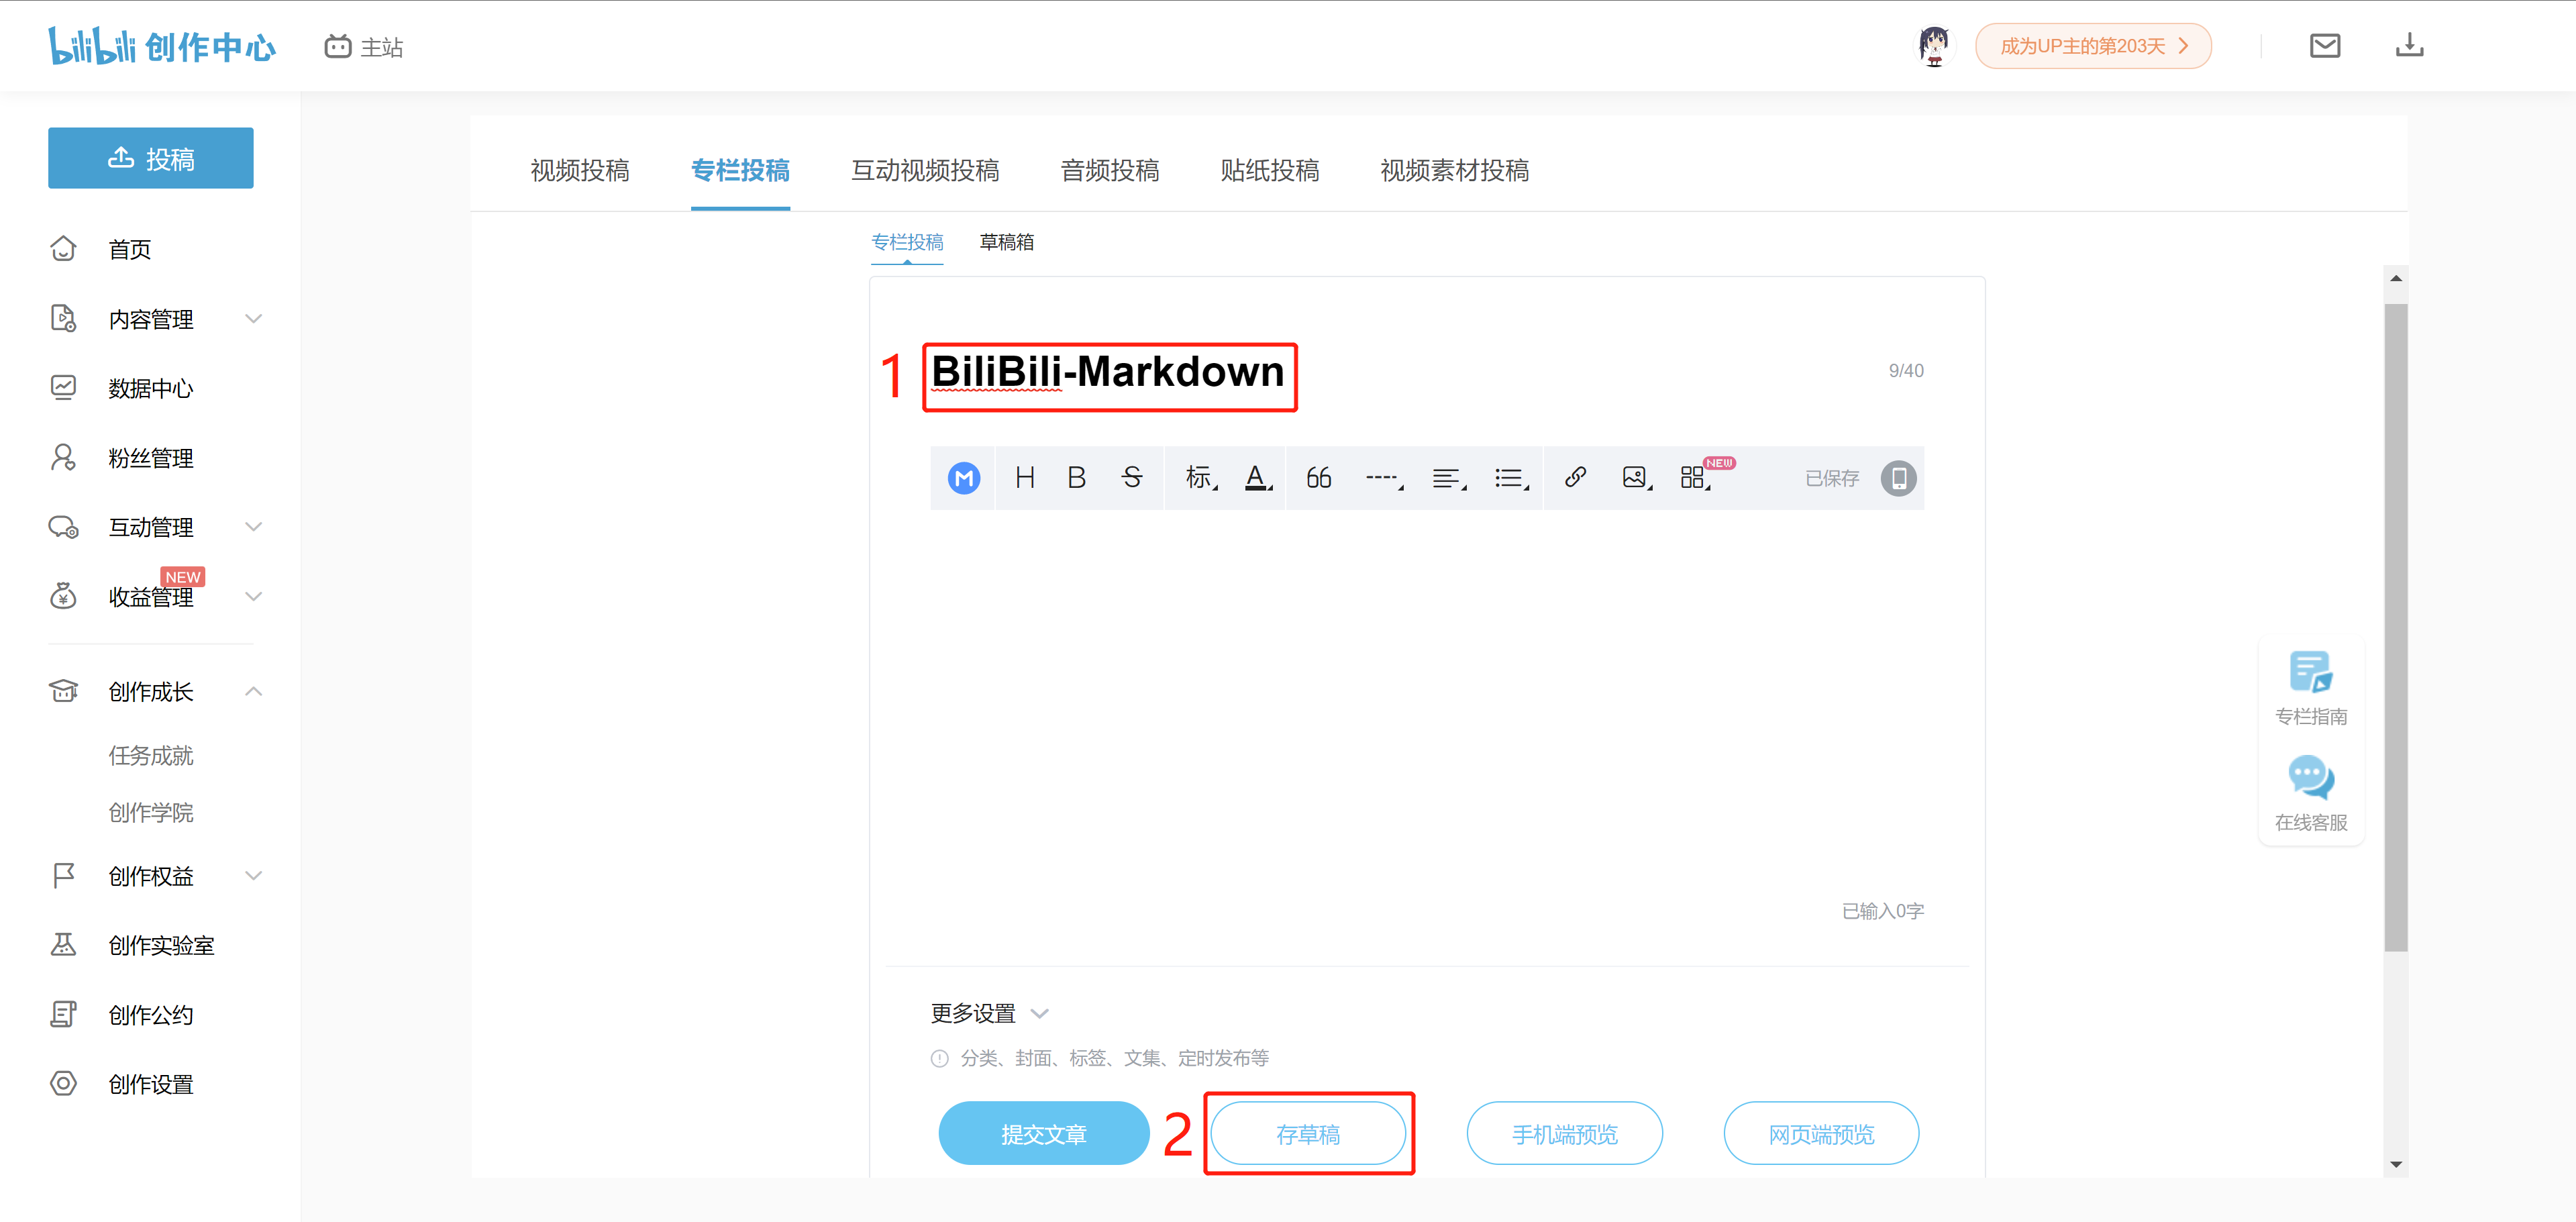 bilibili 创作中心
主站
成为UP主的第203天
投稿
首页
内容管理
数据中心
粉丝管理
互动管理
NEW
收益管理
创作成长
任务成就
创作学院
创作权益
创作实验室
创作公约
创作设置
视频投稿 专栏投稿 互动视频投稿 音频投稿 贴纸投稿 视频素材投稿
专栏投稿 草稿箱
1 BiliBili-Markdown 9/40
M H B S 标 A 66 NEW 已保存
已输入0字
更多设置
分类、封面、标签、文集、定时发布等
提交文章 2 存草稿 手机端预览 网页端预览
专栏指南
在线客服